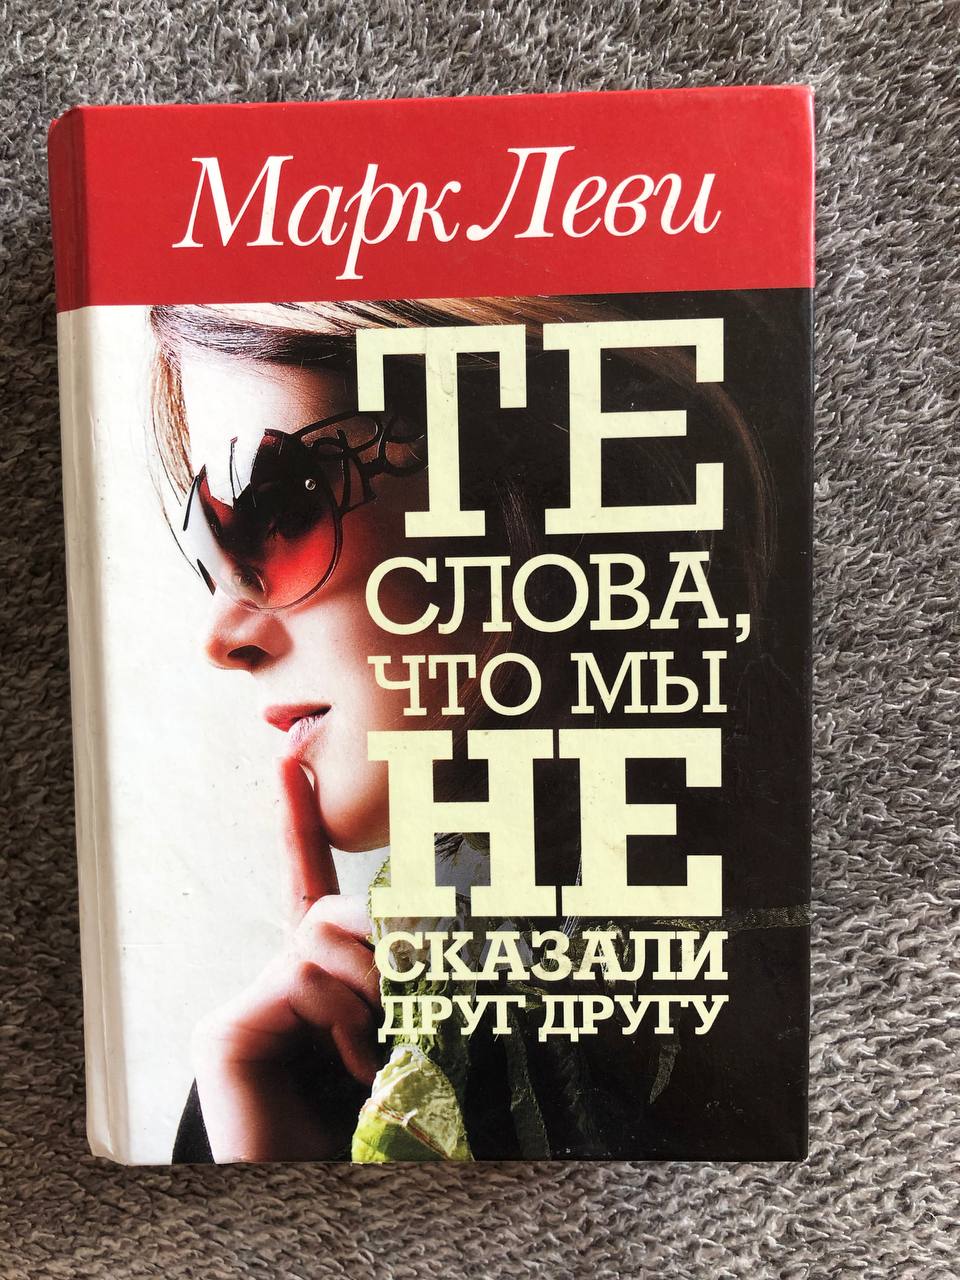 Марк Леви
ТЕ
СЛОВА,
ЧТО МЫ
НЕ
СКАЗАЛИ
ДРУГ ДРУГУ